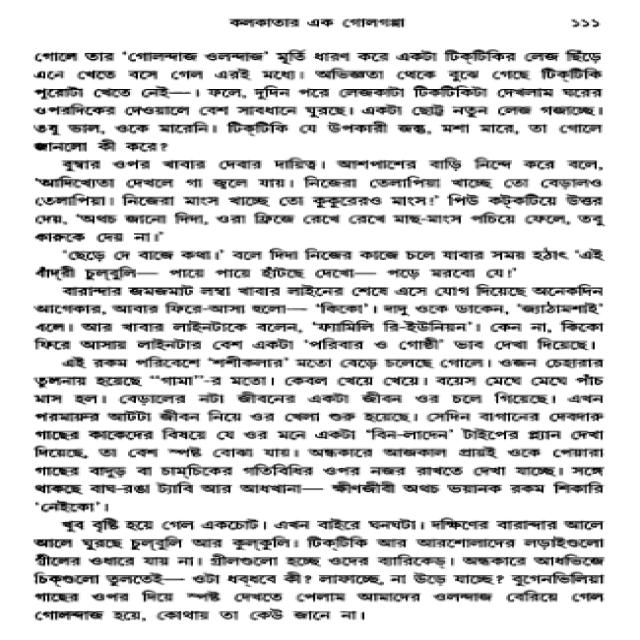 কলকাতার এক গোলগপ্পা ১১১
গোলে তার 'গোলন্দাজ ওলন্দাজ' মূর্তি ধারণ করে একটা টিক্‌টিকির লেজ ছিঁড়ে
এনে খেতে বসে গেল এরই মধ্যে। অভিজ্ঞতা থেকে বুঝে গেছে টিক্‌টিকি
পুরোটা খেতে নেই—। ফলে, দুদিন পরে লেজকাটা টিকটিকিটা দেখলাম ঘরের
ওপরদিকের দেওয়ালে বেশ সাবধানে ঘুরছে। একটা ছোট্ট নতুন লেজ গজাচ্ছে।
তবু ভাল, ওকে মারেনি। টিকটিকি যে উপকারী জন্তু, মশা মারে, তা গোলে
জানলো কী করে?
বুম্বার ওপর খাবার দেবার দায়িত্ব। আশপাশের বাড়ি নিন্দে করে বলে,
'আদিখ্যেতা দেখলে গা জ্বলে যায়। নিজেরা তেলাপিয়া খাচ্ছে তো বেড়ালও
তেলাপিয়া। নিজেরা মাংস খাচ্ছে তো কুকুরেরও মাংস!' পিউ কট্‌কটিয়ে উত্তর
দেয়, 'অথচ জানো দিদা, ওরা ফ্রিজে রেখে রেখে মাছ-মাংস পচিয়ে ফেলে, তবু
কারুকে দেয় না।'
'ছেড়ে দে বাজে কথা।' বলে দিদা নিজের কাজে চলে যাবার সময় হঠাৎ 'এই
বাঁদরী চুল্‌বুলি— পায়ে পায়ে হাঁটছে দেখো— পড়ে মরবো যে!'
বারান্দার জমজমাট লম্বা খাবার লাইনের শেষে এসে যোগ দিয়েছে অনেকদিন
আগেকার, আবার ফিরে-আসা হুলো— 'কিকো'। দাদু ওকে ডাকেন, 'জ্যাঠামশাই'
বলে। আর খাবার লাইনটাকে বলেন, 'ফ্যামিলি রি-ইউনিয়ন'। কেন না, কিকো
ফিরে আসায় লাইনটার বেশ একটা 'পরিবার ও গোষ্ঠী' ভাব দেখা দিয়েছে।
এই রকম পরিবেশে 'শশীকলার' মতো বেড়ে চলেছে গোলে। ওজন চেহারার
তুলনায় হয়েছে "গামা"-র মতো। কেবল খেয়ে খেয়ে। বয়েস মেঘে মেঘে পাঁচ
মাস হল। বেড়ালের নটা জীবনের একটা জীবন ওর চলে গিয়েছে। এখন
পরমায়ুর আটটা জীবন নিয়ে ওর খেলা শুরু হয়েছে। সেদিন বাগানের দেবদারু
গাছের কাকেদের বিষয়ে যে ওর মনে একটা 'বিন-লাদেন' টাইপের প্ল্যান দেখা
দিয়েছে, তা বেশ স্পষ্ট বোঝা যায়। অন্ধকারে আজকাল প্রায়ই ওকে পেয়ারা
গাছের বাদুড় বা চাম্‌চিকের গতিবিধির ওপর নজর রাখতে দেখা যাচ্ছে। সঙ্গে
থাকছে বাঘ-রঙা ট্যাবি আর আধখানা— ক্ষীণজীবী অথচ ভয়ানক রকম শিকারি
'নেইকো'।
খুব বৃষ্টি হয়ে গেল একচোট। এখন বাইরে ঘনঘটা। দক্ষিণের বারান্দার আলে
আলে ঘুরছে চুল্‌বুলি আর কুল্‌কুলি। টিকটিকি আর আরশোলাদের লড়াইগুলো
গ্রীলের ওধারে যায় না। গ্রীলগুলো হচ্ছে ওদের ব্যারিকেড্‌। অন্ধকারে আধভিজে
চিক্‌গুলো তুলতেই— ওটা ধব্‌ধবে কী? লাফাচ্ছে, না উড়ে যাচ্ছে? বুগেনভিলিয়া
গাছের ওপর দিয়ে স্পষ্ট দেখতে পেলাম আমাদের ওলন্দাজ বেরিয়ে গেল
গোলন্দাজ হয়ে, কোথায় তা কেউ জানে না।